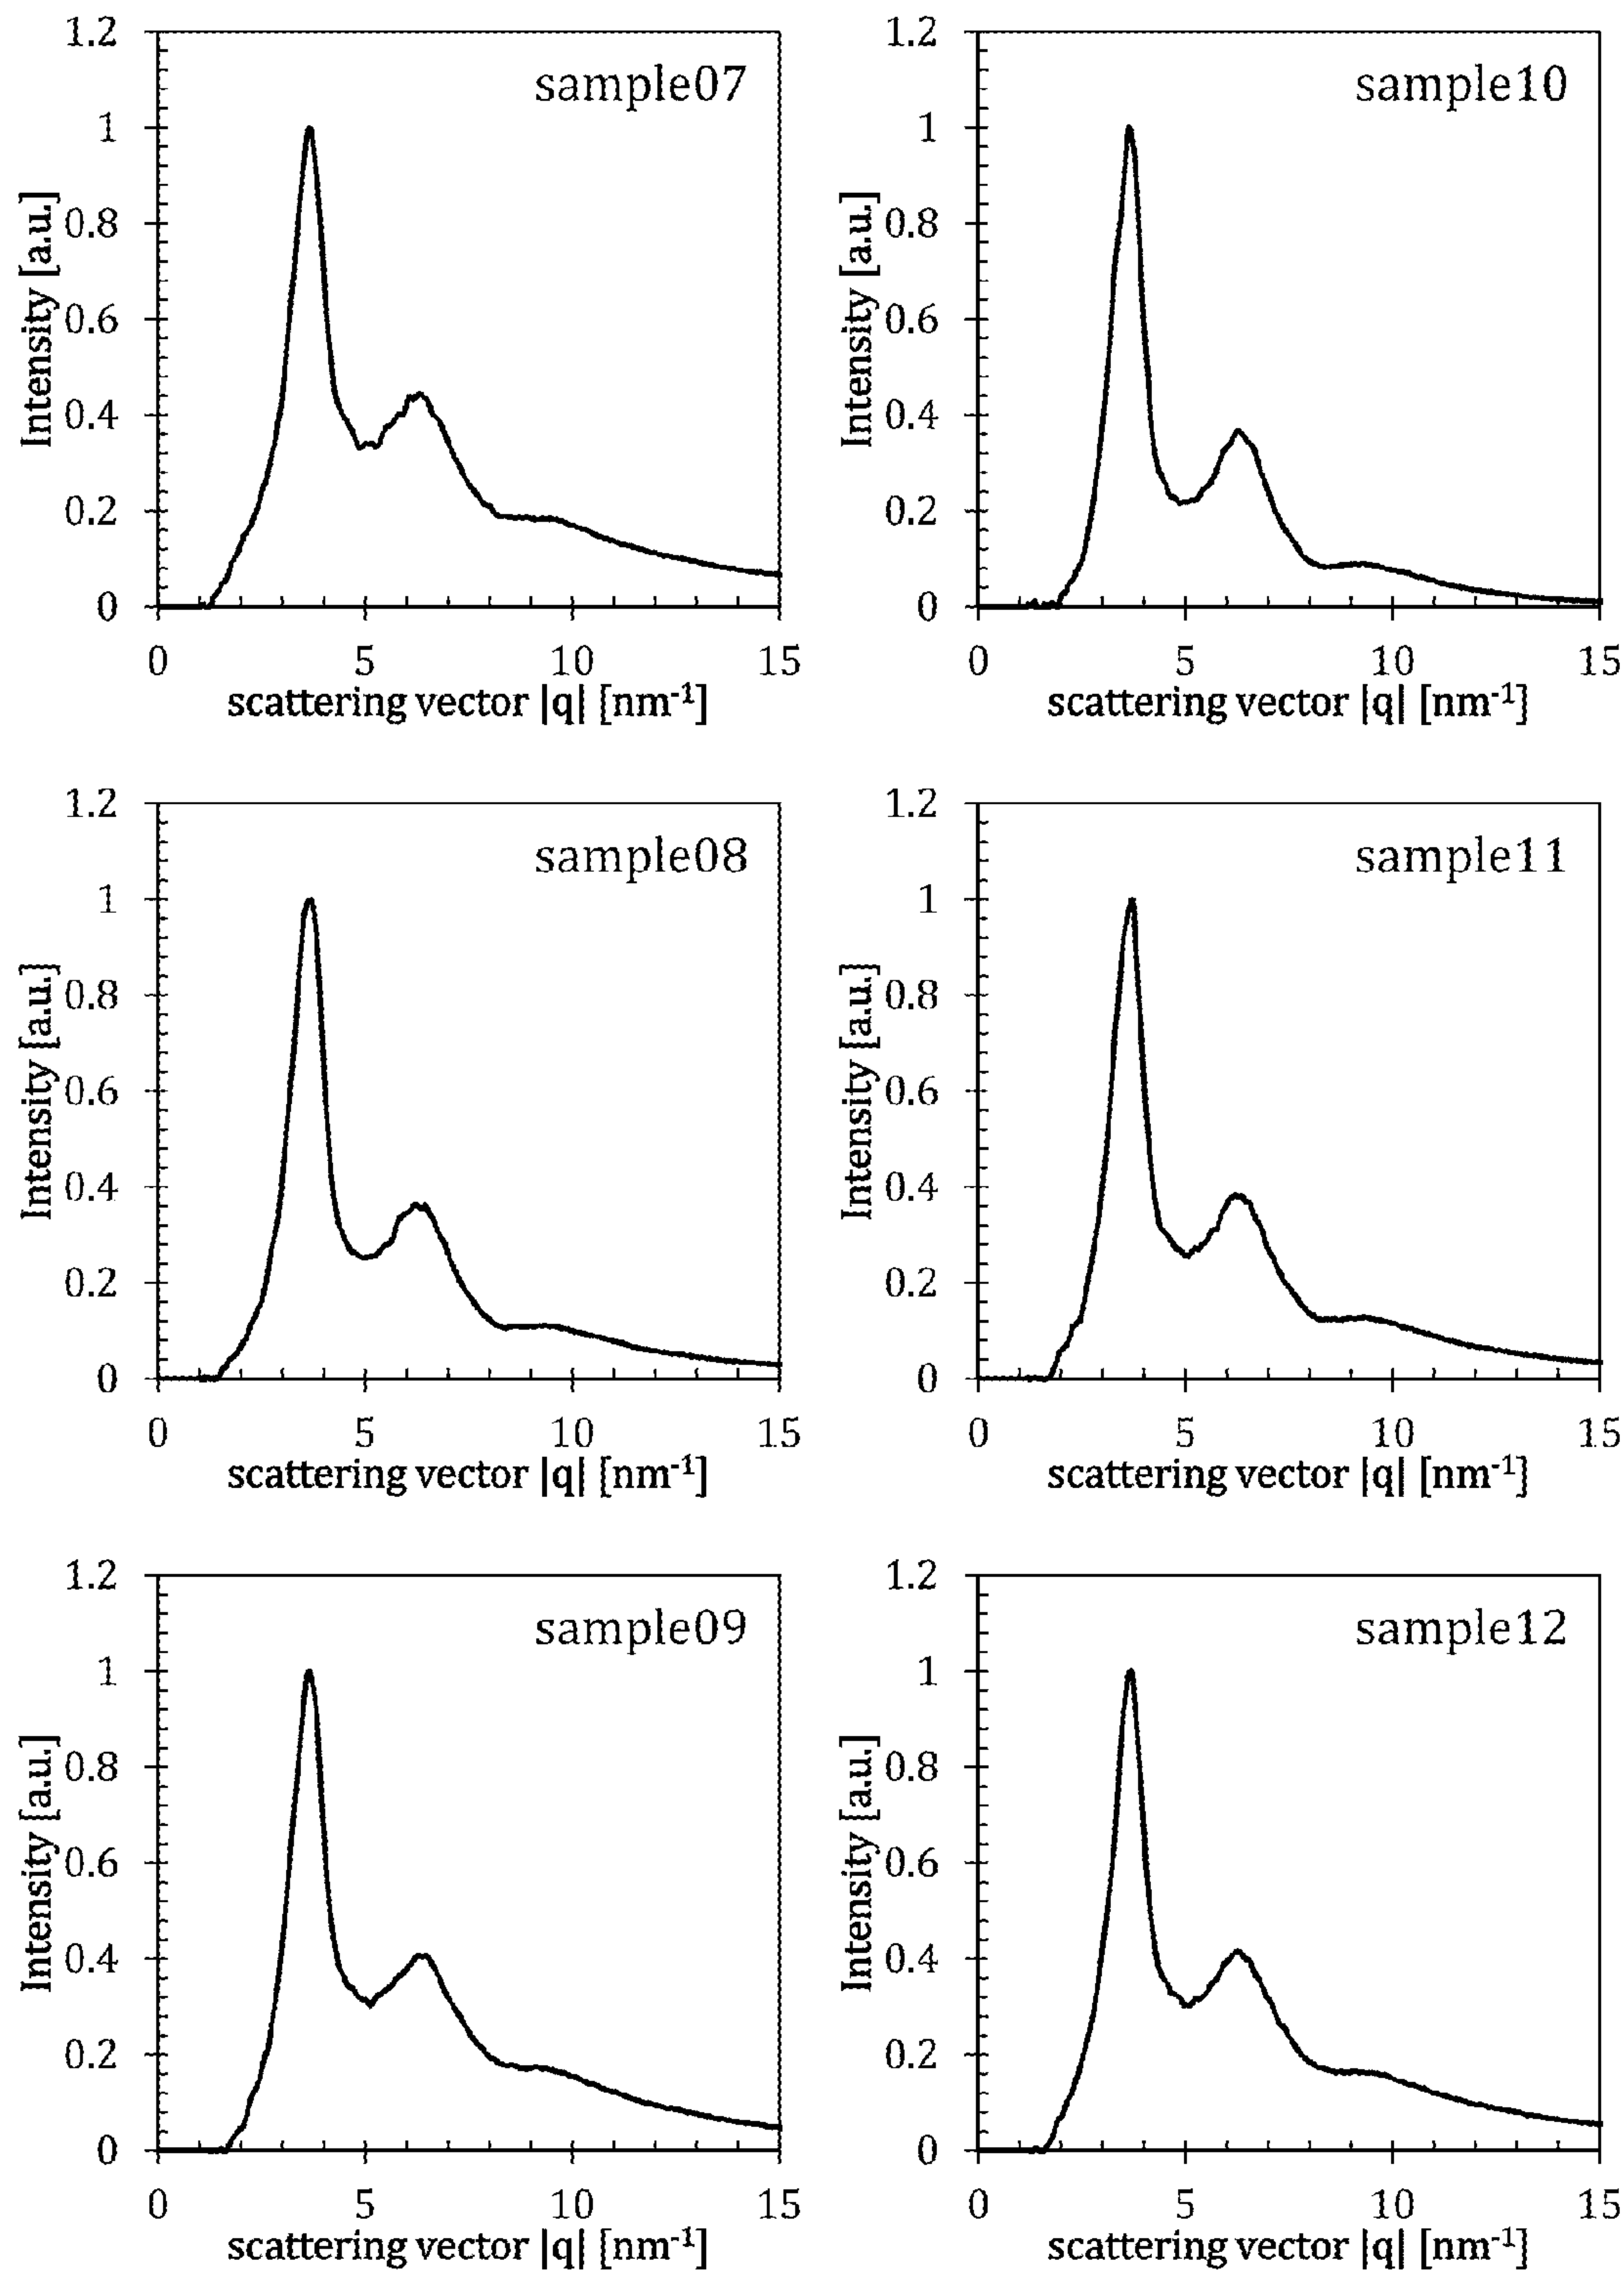 sample07
Intensity [a.u.]
1.2
1
0.8
0.6
0.4
0.2
0
0 5 10 15
scattering vector |q| [nm-1]
sample10
Intensity [a.u.]
1.2
1
0.8
0.6
0.4
0.2
0
0 5 10 15
scattering vector |q| [nm-1]
sample08
Intensity [a.u.]
1.2
1
0.8
0.6
0.4
0.2
0
0 5 10 15
scattering vector |q| [nm-1]
sample11
Intensity [a.u.]
1.2
1
0.8
0.6
0.4
0.2
0
0 5 10 15
scattering vector |q| [nm-1]
sample09
Intensity [a.u.]
1.2
1
0.8
0.6
0.4
0.2
0
0 5 10 15
scattering vector |q| [nm-1]
sample12
Intensity [a.u.]
1.2
1
0.8
0.6
0.4
0.2
0
0 5 10 15
scattering vector |q| [nm-1]